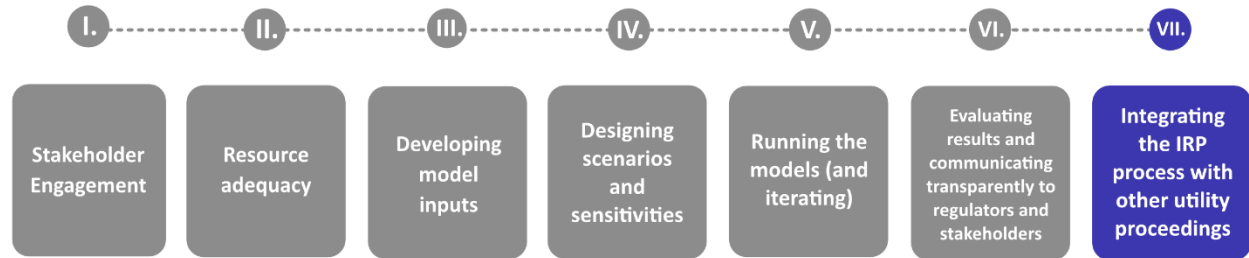 I.
II.
III.
IV.
V.
VI.
VII.
Stakeholder
Engagement
Resource
adequacy
Developing
model
inputs
Designing
scenarios
and
sensitivities
Running the
models (and
iterating)
Evaluating
results and
communicating
transparently to
regulators and
stakeholders
Integrating
the IRP
process with
other utility
proceedings